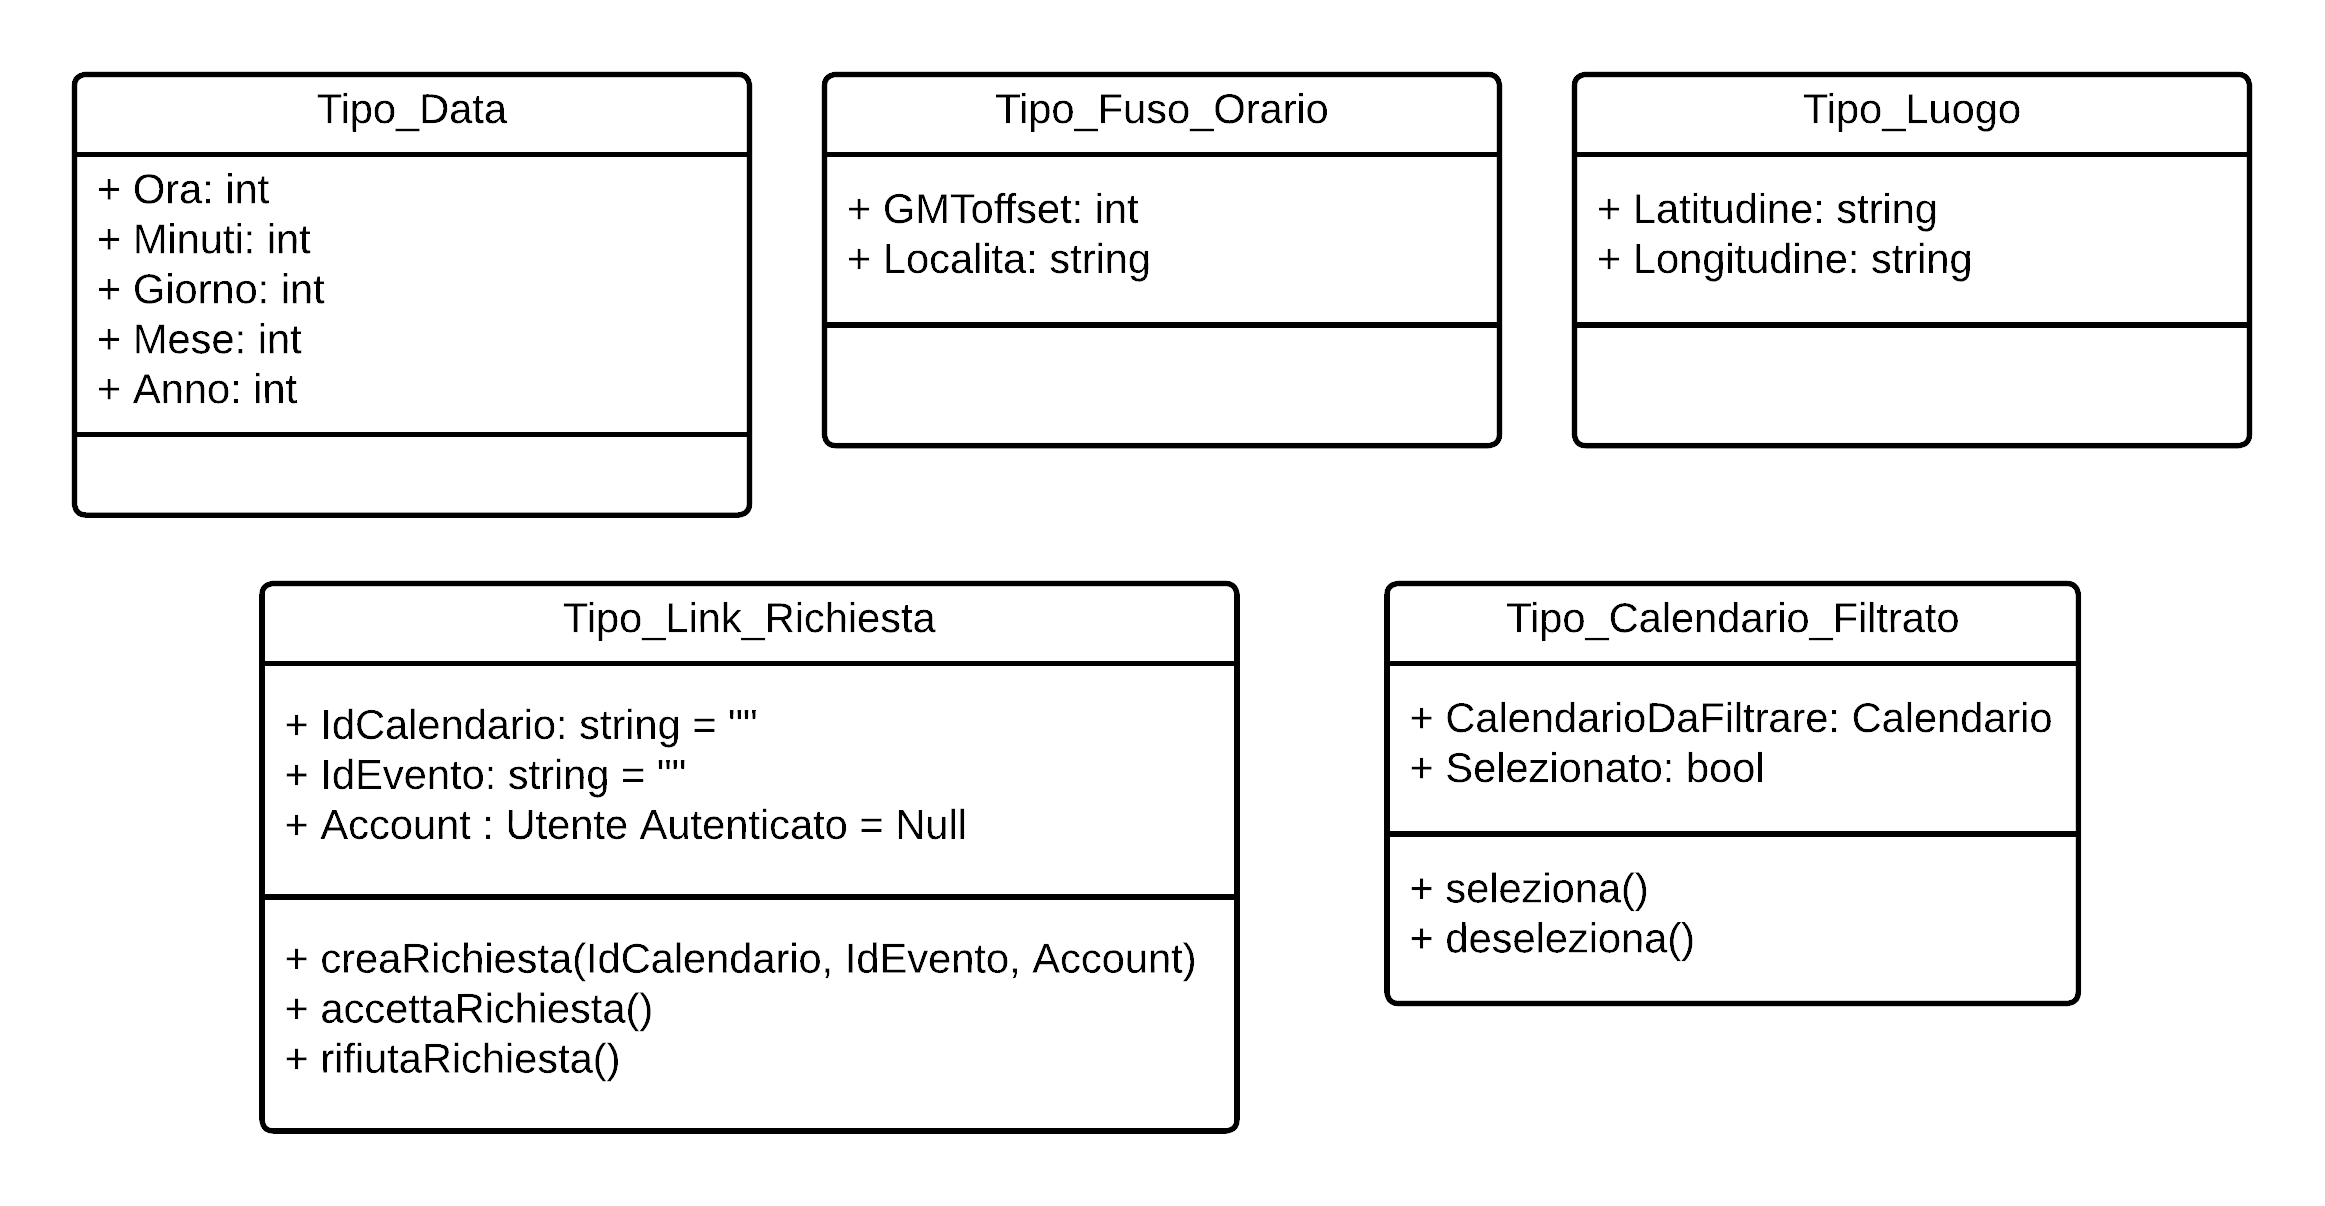 Tipo_Data
+ Ora: int
+ Minuti: int
+ Giorno: int
+ Mese: int
+ Anno: int
Tipo_Fuso_Orario
+ GMToffset: int
+ Localita: string
Tipo_Luogo
+ Latitudine: string
+ Longitudine: string
Tipo_Link_Richiesta
+ IdCalendario: string = ""
+ IdEvento: string = ""
+ Account : Utente Autenticato = Null
+ creaRichiesta(IdCalendario, IdEvento, Account)
+ accettaRichiesta()
+ rifiutaRichiesta()
Tipo_Calendario_Filtrato
+ CalendarioDaFiltrare: Calendario
+ Selezionato: bool
+ seleziona()
+ deseleziona()